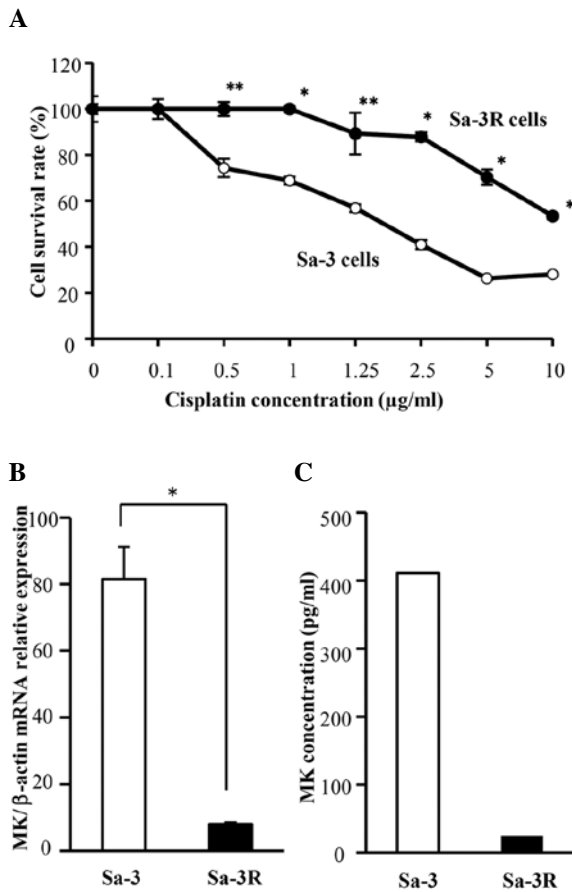 A
120
100
80
60
40
20
0
Cell survival rate (%)
**
*
**
*
*
*
Sa-3R cells
Sa-3 cells
0 0.1 0.5 1 1.25 2.5 5 10
Cisplatin concentration (µg/ml)
B
MK/β-actin mRNA relative expression
100
80
60
40
20
0
*
Sa-3 Sa-3R
C
MK concentration (pg/ml)
500
400
300
200
100
0
Sa-3 Sa-3R